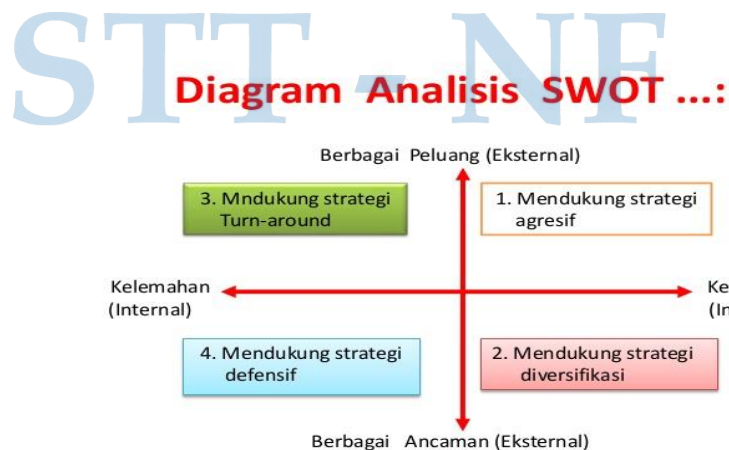 STT - NF
Diagram Analisis SWOT ...:
Berbagai Peluang (Eksternal)
3. Mndukung strategi
Turn-around
1. Mendukung strategi
agresif
Kelemahan
(Internal)
4. Mendukung strategi
defensif
2. Mendukung strategi
diversifikasi
Berbagai Ancaman (Eksternal)